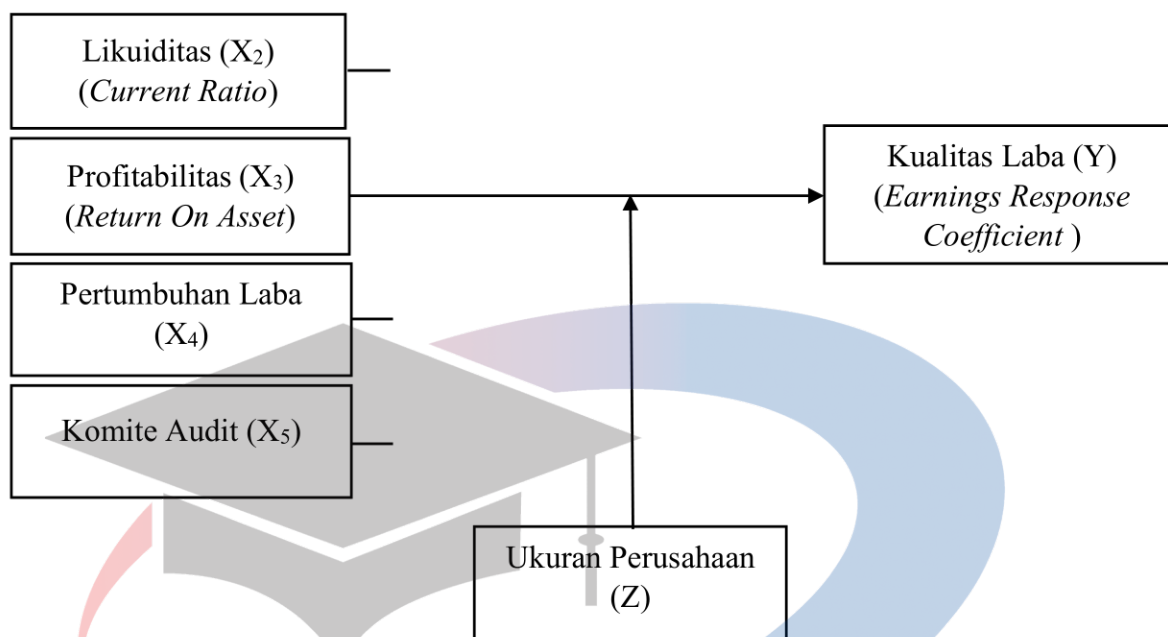 Likuiditas (X₂)
(Current Ratio)
Profitabilitas (X₃)
(Return On Asset)
Pertumbuhan Laba
(X₄)
Komite Audit (X₅)
Kualitas Laba (Y)
(Earnings Response
Coefficient )
Ukuran Perusahaan
(Z)